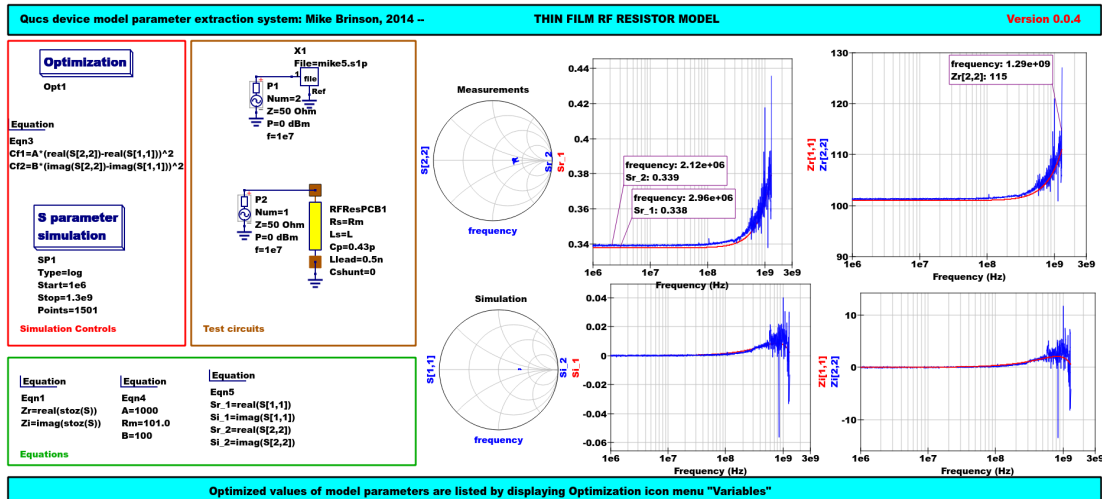 Qucs device model parameter extraction system: Mike Brinson, 2014 --
THIN FILM RF RESISTOR MODEL
Version 0.0.4
Optimization
Opt1
Equation
Eqn3
Cf1=A*(real(S[2,2])-real(S[1,1]))^2
Cf2=B*(imag(S[2,2])-imag(S[1,1]))^2
S parameter
simulation
SP1
Type=log
Start=1e6
Stop=1.3e9
Points=1501
Simulation Controls
X1
File=mike5.s1p
1
file
Ref
P1
Num=2
Z=50 Ohm
P=0 dBm
f=1e7
P2
Num=1
Z=50 Ohm
P=0 dBm
f=1e7
RFResPCB1
Rs=Rm
Ls=L
Cp=0.43p
Llead=0.5n
Cshunt=0
Test circuits
Equation
Eqn1
Zr=real(stoz(S))
Zi=imag(stoz(S))
Equation
Eqn4
A=1000
Rm=101.0
B=100
Equation
Eqn5
Sr_1=real(S[1,1])
Si_1=imag(S[1,1])
Sr_2=real(S[2,2])
Si_2=imag(S[2,2])
Equations
Measurements
S[2,2]
frequency
Simulation
S[1,1]
frequency
Sr_2
Sr_1
0.44
0.42
0.4
0.38
0.36
0.34
frequency: 2.12e+06
Sr_2: 0.339
frequency: 2.96e+06
Sr_1: 0.338
1e6 1e7 1e8 1e9 3e9
Frequency (Hz)
Zr[1,1]
Zr[2,2]
130
120
110
100
90
frequency: 1.29e+09
Zr[2,2]: 115
1e6 1e7 1e8 1e9 3e9
Frequency (Hz)
Si_2
Si_1
0.04
0.02
0
-0.02
-0.04
-0.06
1e6 1e7 1e8 1e9 3e9
Frequency (Hz)
Zi[1,1]
Zi[2,2]
10
0
-10
1e6 1e7 1e8 1e9 3e9
Frequency (Hz)
Optimized values of model parameters are listed by displaying Optimization icon menu "Variables"